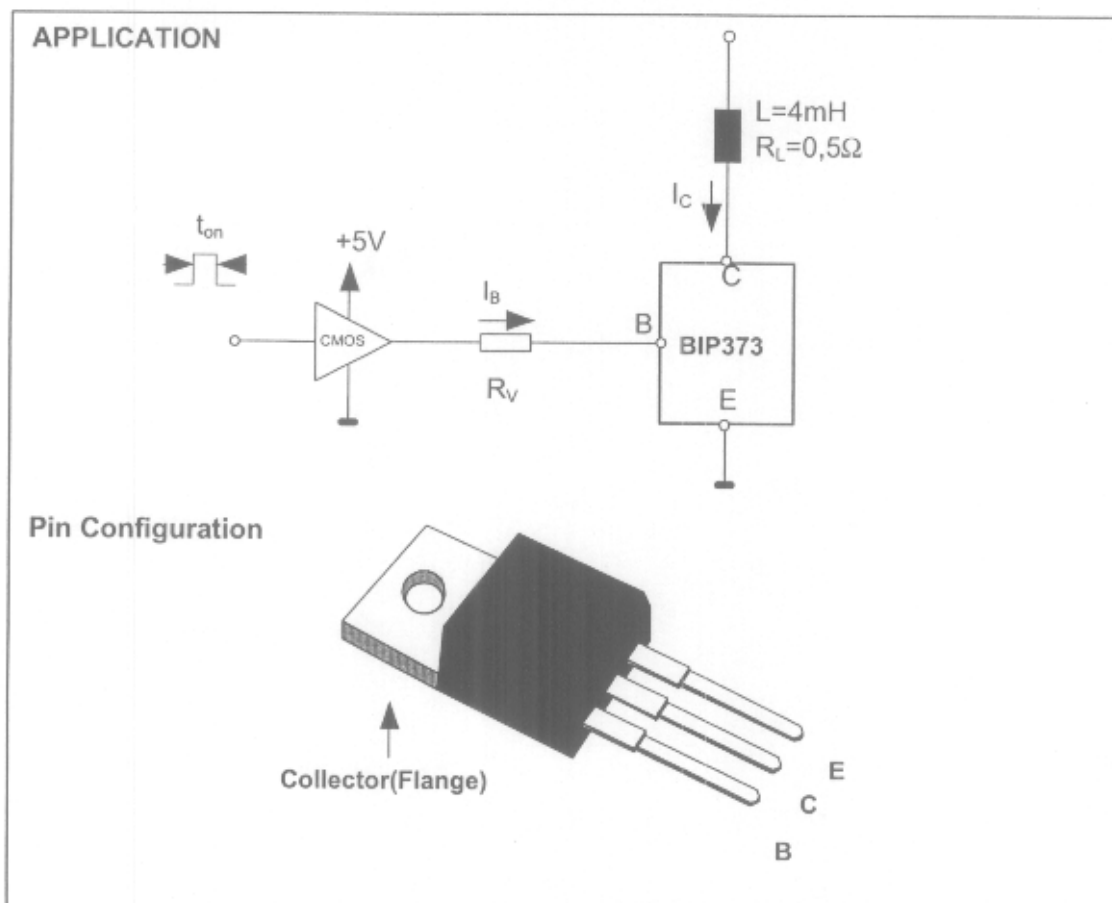 APPLICATION
L=4mH
R_L=0,5Ω
I_C
t_on
+5V
I_B
C
B
CMOS
BIP373
R_V
E
Pin Configuration
Collector(Flange)
E
C
B